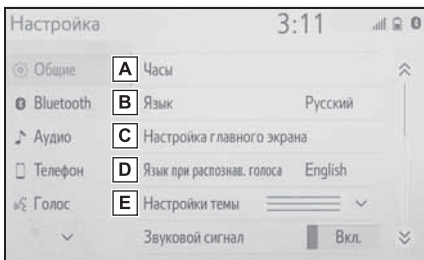 Настройка 3:11
Общие A Часы
Bluetooth B Язык Русский
Аудио C Настройка главного экрана
Телефон D Язык при распознав. голоса English
Голос E Настройки темы
Звуковой сигнал Вкл.